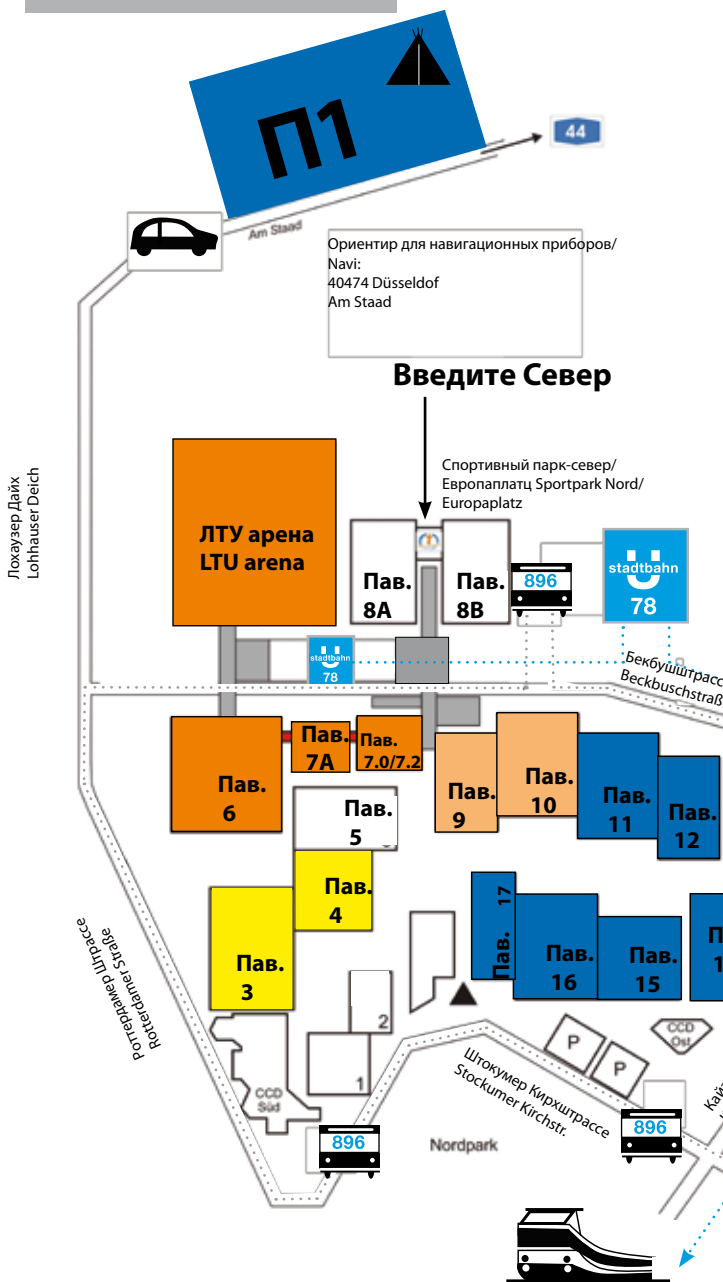 П1
44
Am Staad
Ориентир для навигационных приборов/
Navi:
40474 Düsseldof
Am Staad
Введите Север
Спортивный парк-север/
Европаплатц Sportpark Nord/
Europaplatz
Лохаузер Дайх
Lohhauser Deich
ЛТУ арена
LTU arena
Пав.
8A
Пав.
8B
896
stadtbahn
78
stadtbahn
78
Бекбушштрасс
Beckbuschstraß
Пав.
6
Пав.
7A
Пав.
7.0/7.2
Пав.
9
Пав.
10
Пав.
11
Пав.
12
Пав.
5
Пав.
4
Пав.
3
Пав. 17
Пав.
16
Пав.
15
П
1
Роттердамер Штрассе
Rotterdamer Straße
2
1
CCD
Süd
P
P
CCD
Ost
Штокумер Кирхштрассе
Stockumer Kirchstr.
Кай
896
896
Nordpark